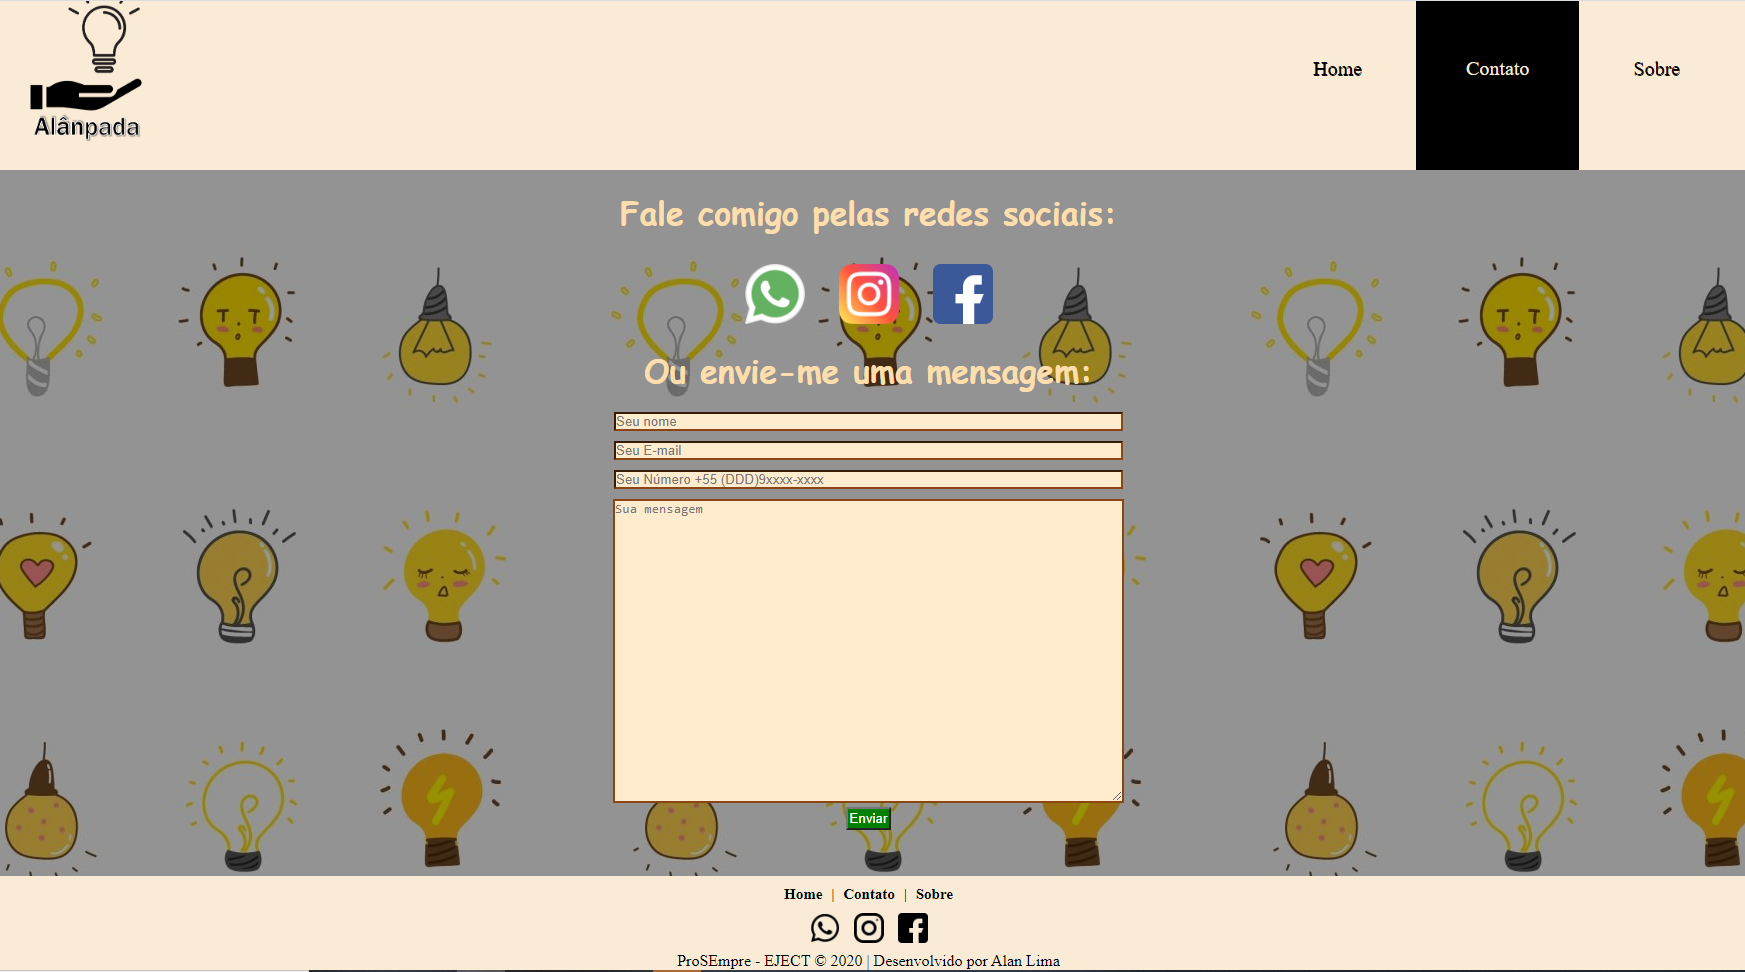 Alânpada
Home
Contato
Sobre
Fale comigo pelas redes sociais:
Ou envie-me uma mensagem:
Seu nome
Seu E-mail
Seu Número +55 (DDD)9xxxx-xxxx
Sua mensagem
Enviar
Home | Contato | Sobre
ProSEmpre - EJECT © 2020 | Desenvolvido por Alan Lima